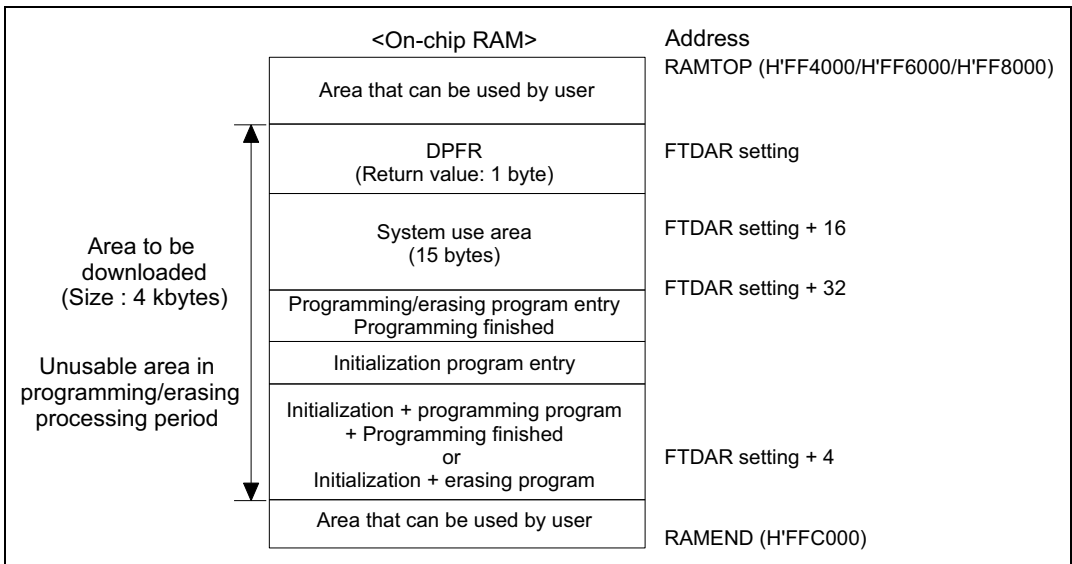 <On-chip RAM>
Address
RAMTOP (H'FF4000/H'FF6000/H'FF8000)
Area that can be used by user
DPFR
(Return value: 1 byte)
FTDAR setting
System use area
(15 bytes)
FTDAR setting + 16
Area to be
downloaded
(Size : 4 kbytes)
FTDAR setting + 32
Programming/erasing program entry
Programming finished
Initialization program entry
Unusable area in
programming/erasing
processing period
Initialization + programming program
+ Programming finished
or
Initialization + erasing program
FTDAR setting + 4
Area that can be used by user
RAMEND (H'FFC000)